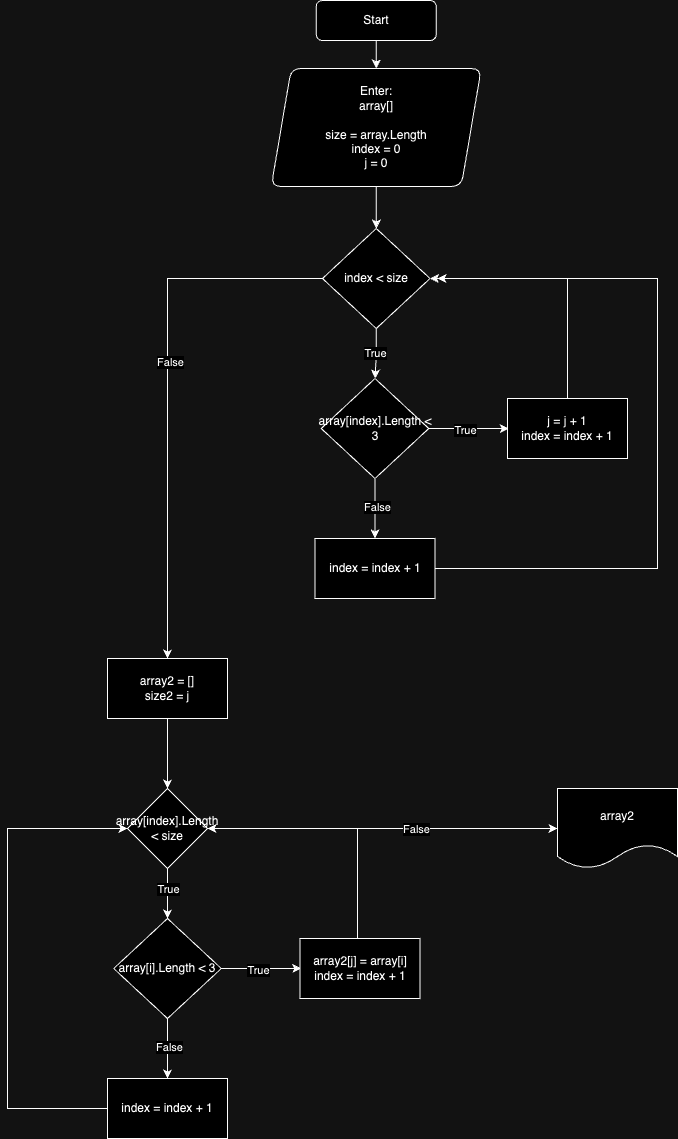 Start
Enter:
array[]
size = array.Length
index = 0
j = 0
index < size
False
True
array[index].Length <
3
True
j = j + 1
index = index + 1
False
index = index + 1
array2 = []
size2 = j
array[index].Length
< size
False
array2
True
array[i].Length < 3
True
array2[j] = array[i]
index = index + 1
False
index = index + 1